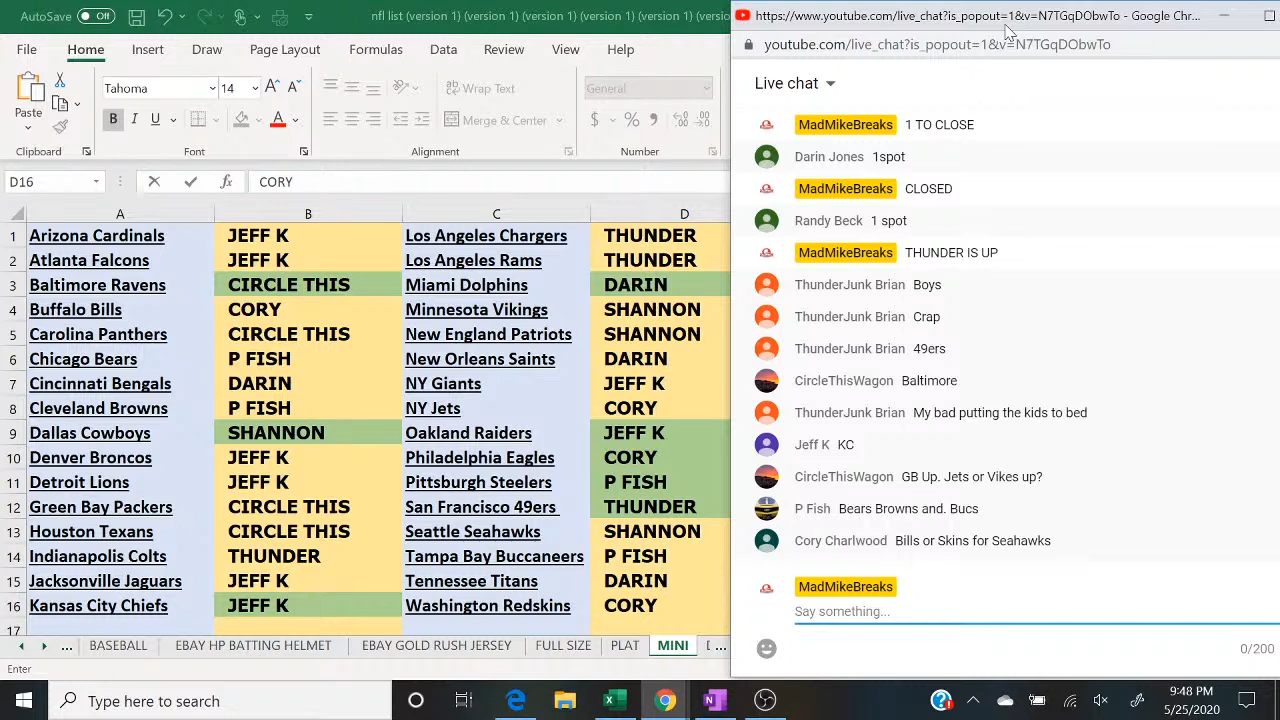 AutoSave Off
nfl list (version 1) (version 1) (version 1) (version 1)
https://www.youtube.com/live_chat?is_popout=1&v=N7TGqDObwTo - Google Chr...
youtube.com/live_chat?is_popout=1&v=N7TGqDObwTo
File Home Insert Draw Page Layout Formulas Data Review View Help
Paste
Tahoma 14 A A
B I U A
Wrap Text
Merge & Center
General
$ % 9
Clipboard Font Alignment Number
D16 fx CORY
A B C D
1 Arizona Cardinals JEFF K Los Angeles Chargers THUNDER
2 Atlanta Falcons JEFF K Los Angeles Rams THUNDER
3 Baltimore Ravens CIRCLE THIS Miami Dolphins DARIN
4 Buffalo Bills CORY Minnesota Vikings SHANNON
5 Carolina Panthers CIRCLE THIS New England Patriots SHANNON
6 Chicago Bears P FISH New Orleans Saints DARIN
7 Cincinnati Bengals DARIN NY Giants JEFF K
8 Cleveland Browns P FISH NY Jets CORY
9 Dallas Cowboys SHANNON Oakland Raiders JEFF K
10 Denver Broncos JEFF K Philadelphia Eagles CORY
11 Detroit Lions JEFF K Pittsburgh Steelers P FISH
12 Green Bay Packers CIRCLE THIS San Francisco 49ers THUNDER
13 Houston Texans CIRCLE THIS Seattle Seahawks SHANNON
14 Indianapolis Colts THUNDER Tampa Bay Buccaneers P FISH
15 Jacksonville Jaguars JEFF K Tennessee Titans DARIN
16 Kansas City Chiefs JEFF K Washington Redskins CORY
17
... BASEBALL EBAY HP BATTING HELMET EBAY GOLD RUSH JERSEY FULL SIZE PLAT MINI ...
Enter
Live chat
MadMikeBreaks 1 TO CLOSE
Darin Jones 1spot
MadMikeBreaks CLOSED
Randy Beck 1 spot
MadMikeBreaks THUNDER IS UP
ThunderJunk Brian Boys
ThunderJunk Brian Crap
ThunderJunk Brian 49ers
CircleThisWagon Baltimore
ThunderJunk Brian My bad putting the kids to bed
Jeff K KC
CircleThisWagon GB Up. Jets or Vikes up?
P Fish Bears Browns and. Bucs
Cory Charlwood Bills or Skins for Seahawks
MadMikeBreaks
Say something...
0/200
Type here to search
9:48 PM
5/25/2020